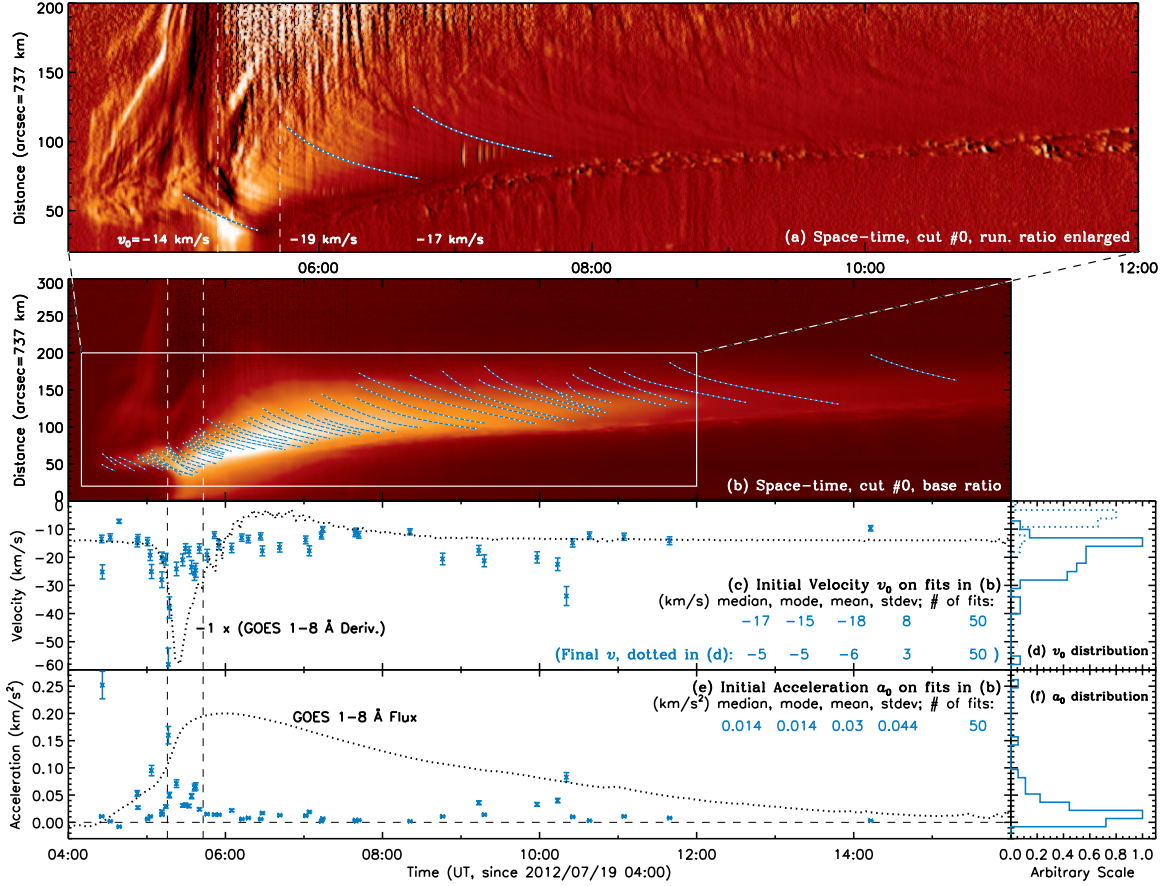 200
150
100
50
Distance (arcsec=737 km)
v₀=-14 km/s
-19 km/s
-17 km/s
(a) Space-time, cut #0, run. ratio enlarged
06:00
08:00
10:00
12:00
300
250
200
150
100
50
0
Distance (arcsec=737 km)
(b) Space-time, cut #0, base ratio
0
-10
-20
-30
-40
-50
-60
Velocity (km/s)
-1 x (GOES 1-8 Å Deriv.)
(c) Initial Velocity v₀ on fits in (b)
(km/s) median, mode, mean, stdev; # of fits:
-17 -15 -18 8 50
(Final v, dotted in (d): -5 -5 -6 3 50 )
(d) v₀ distribution
0.25
0.20
0.15
0.10
0.05
0.00
Acceleration (km/s²)
GOES 1-8 Å Flux
(e) Initial Acceleration a₀ on fits in (b)
(km/s²) median, mode, mean, stdev; # of fits:
0.014 0.014 0.03 0.044 50
(f) a₀ distribution
04:00
06:00
08:00
10:00
12:00
14:00
Time (UT, since 2012/07/19 04:00)
0.0 0.2 0.4 0.6 0.8 1.0
Arbitrary Scale